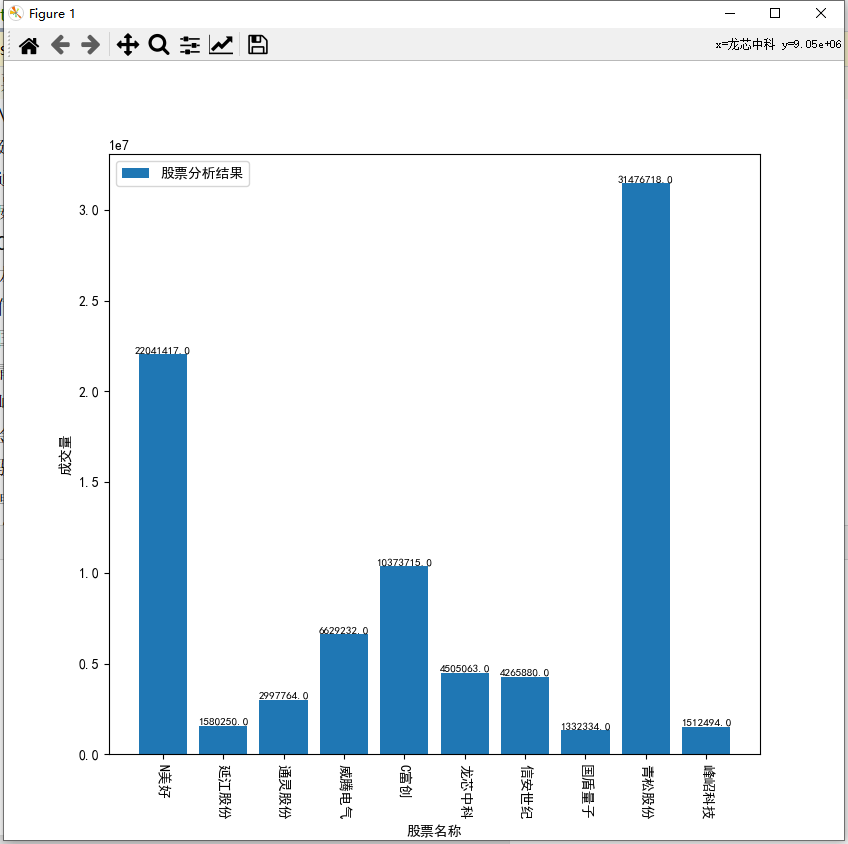 Figure 1
x=龙芯中科 y=9.05e+06
1e7
股票分析结果
31476718.0
3.0
2.5
22041417.0
2.0
成交量
1.5
10373715.0
1.0
6629232.0
0.5
4505063.0
4265880.0
2997764.0
1580250.0
1332334.0
1512494.0
0.0
N美好
延江股份
通灵股份
威腾电气
C富创
龙芯中科
信安世纪
国盾量子
青松股份
峰岹科技
股票名称